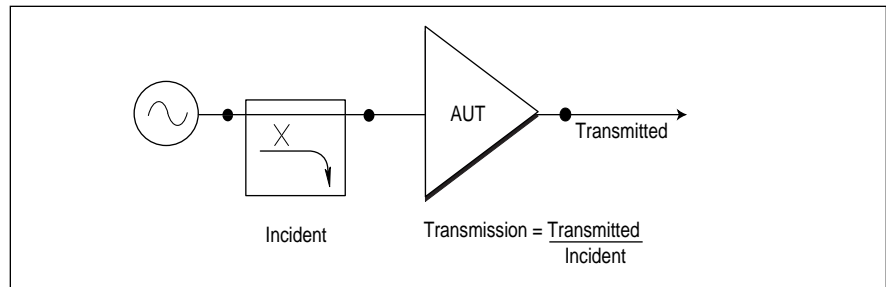 AUT
Transmitted
Incident
Transmission = Transmitted
Incident